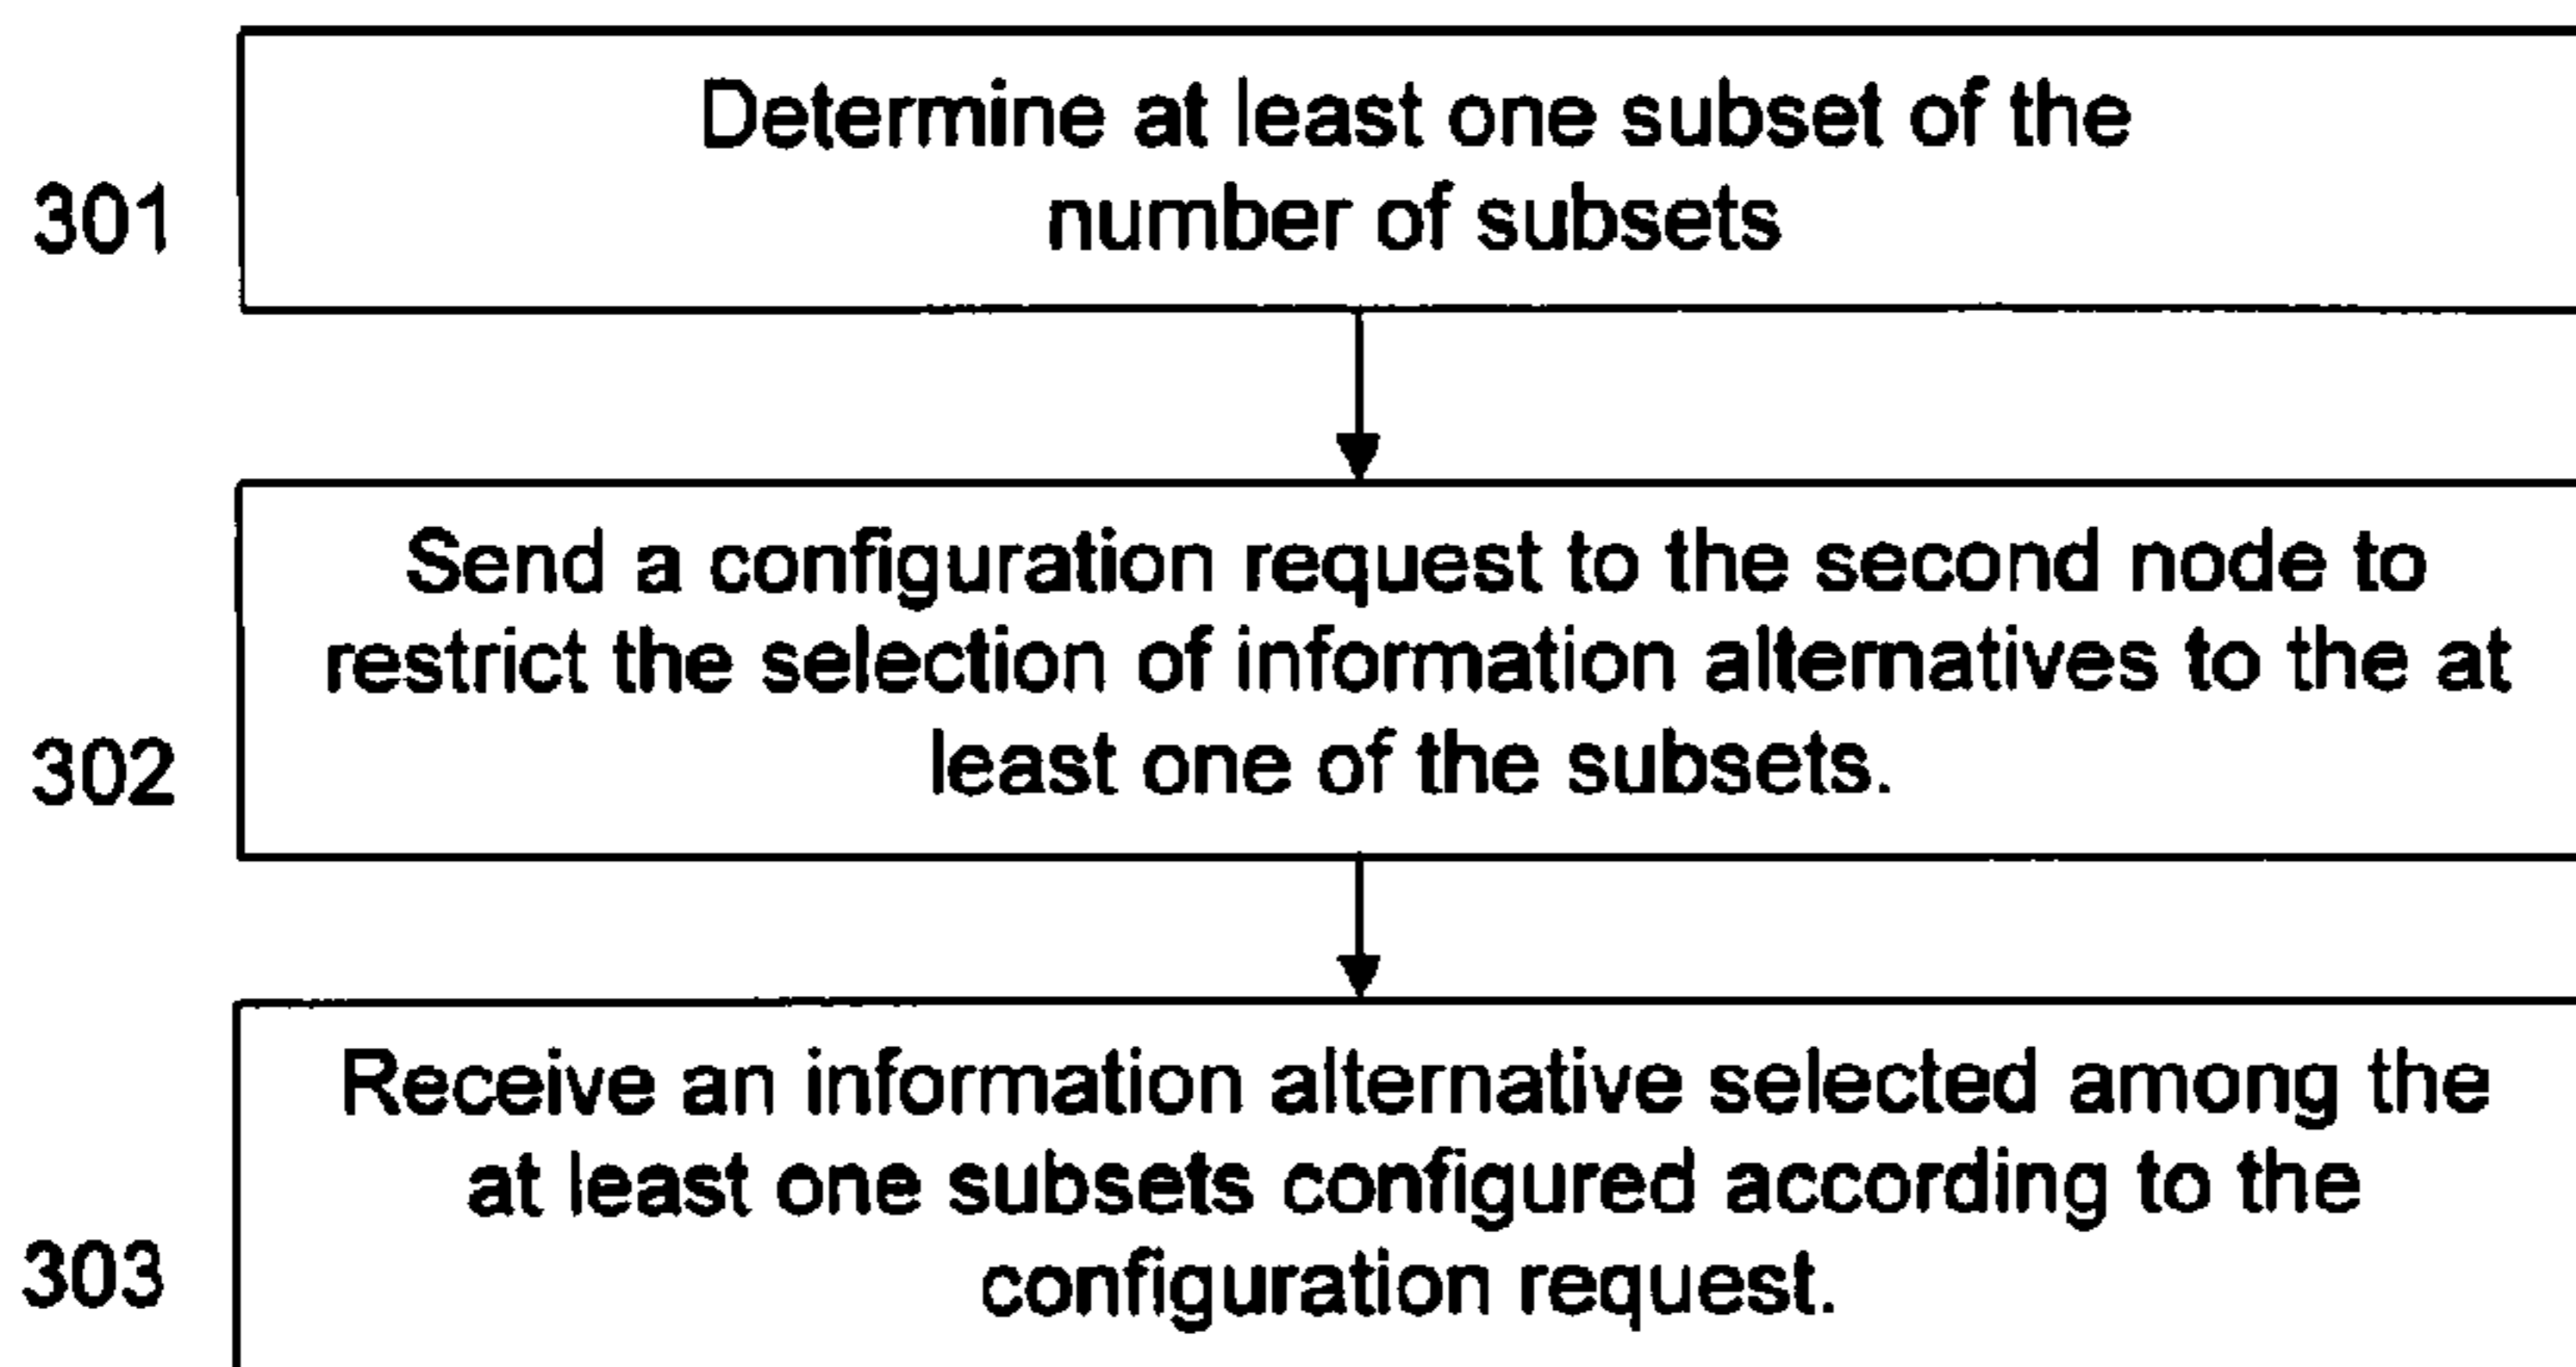 Determine at least one subset of the
301
number of subsets
Send a configuration request to the second node to
restrict the selection of information alternatives to the at
302
least one of the subsets.
Receive an information alternative selected among the
at least one subsets configured according to the
303
configuration request.